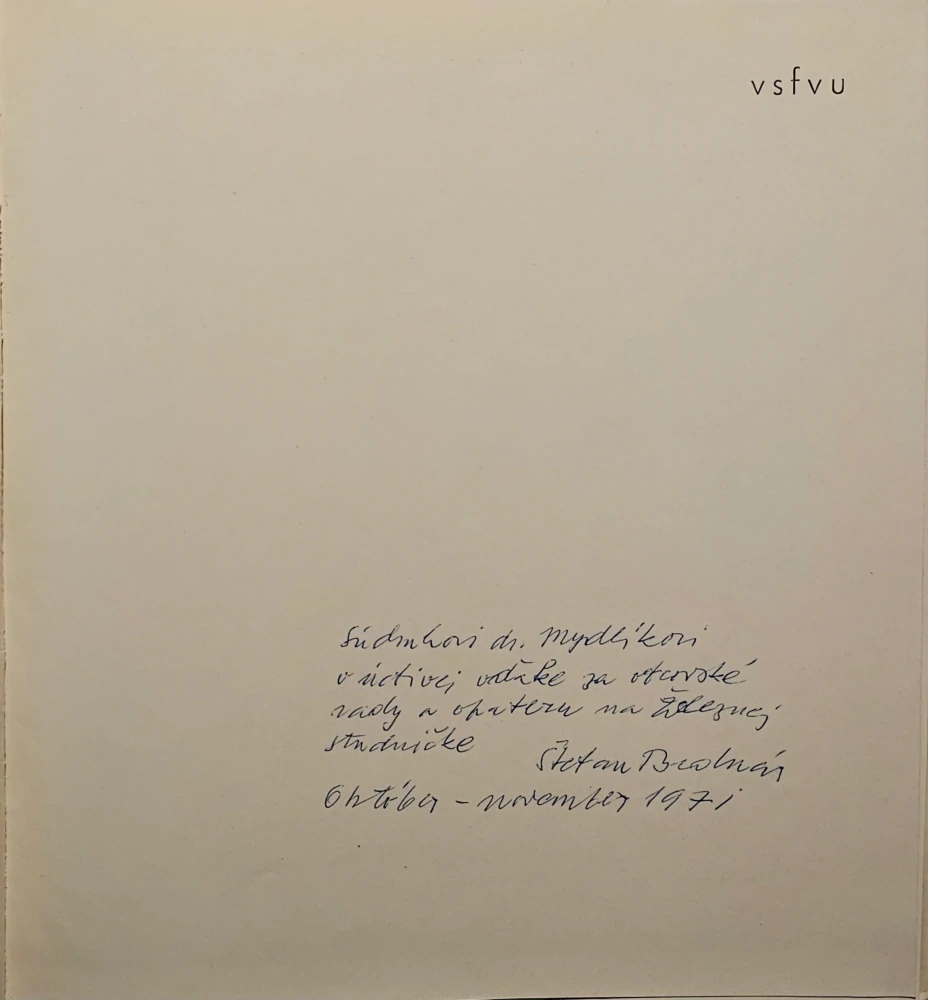 vsfvu
Súdruhovi dr. Mydlíkovi
v úctivej vďake za otcovské
rady a opateru na Železnej
studničke
Štefan Bednár
Október – november 1971